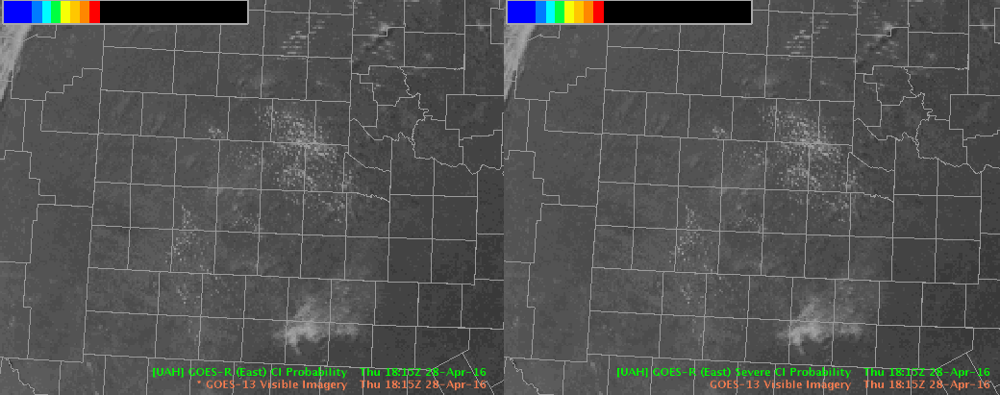 [UAH] GOES-R (East) CI Probability Thu 18:15Z 28-Apr-16
* GOES-13 Visible Imagery Thu 18:15Z 28-Apr-16
[UAH] GOES-R (East) Severe CI Probability Thu 18:15Z 28-Apr-16
GOES-13 Visible Imagery Thu 18:15Z 28-Apr-16